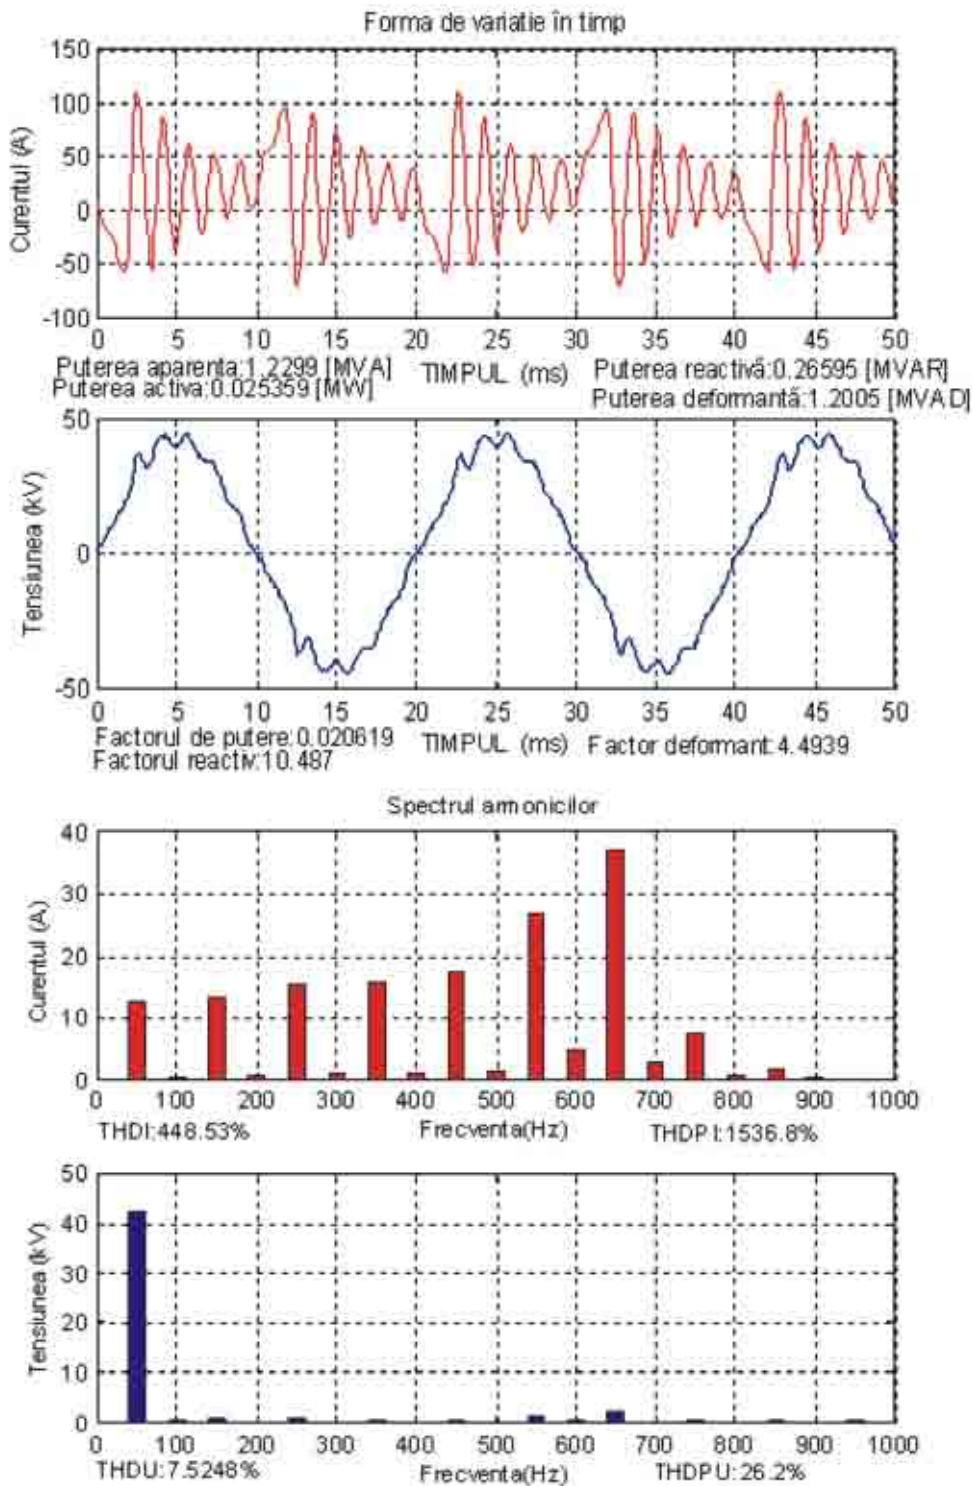 Forma de variatie în timp
Curentul (A)
150
100
50
0
-50
-100
0 5 10 15 20 25 30 35 40 45 50
TIMPUL (ms)
Puterea aparenta:1.2299 [MVA]
Puterea activa:0.025359 [MW]
Puterea reactivă:0.26595 [MVAR]
Puterea deformantă:1.2005 [MVAD]
Tensiunea (kV)
50
0
-50
0 5 10 15 20 25 30 35 40 45 50
TIMPUL (ms)
Factorul de putere:0.020619
Factorul reactiv:10.487
Factor deformant:4.4939
Spectrul armonicilor
Curentul (A)
40
30
20
10
0
0 100 200 300 400 500 600 700 800 900 1000
THDI:448.53%
Frecventa(Hz)
THDPI:1536.8%
Tensiunea (kV)
50
40
30
20
10
0
0 100 200 300 400 500 600 700 800 900 1000
THDU:7.5248%
Frecventa(Hz)
THDPU:26.2%